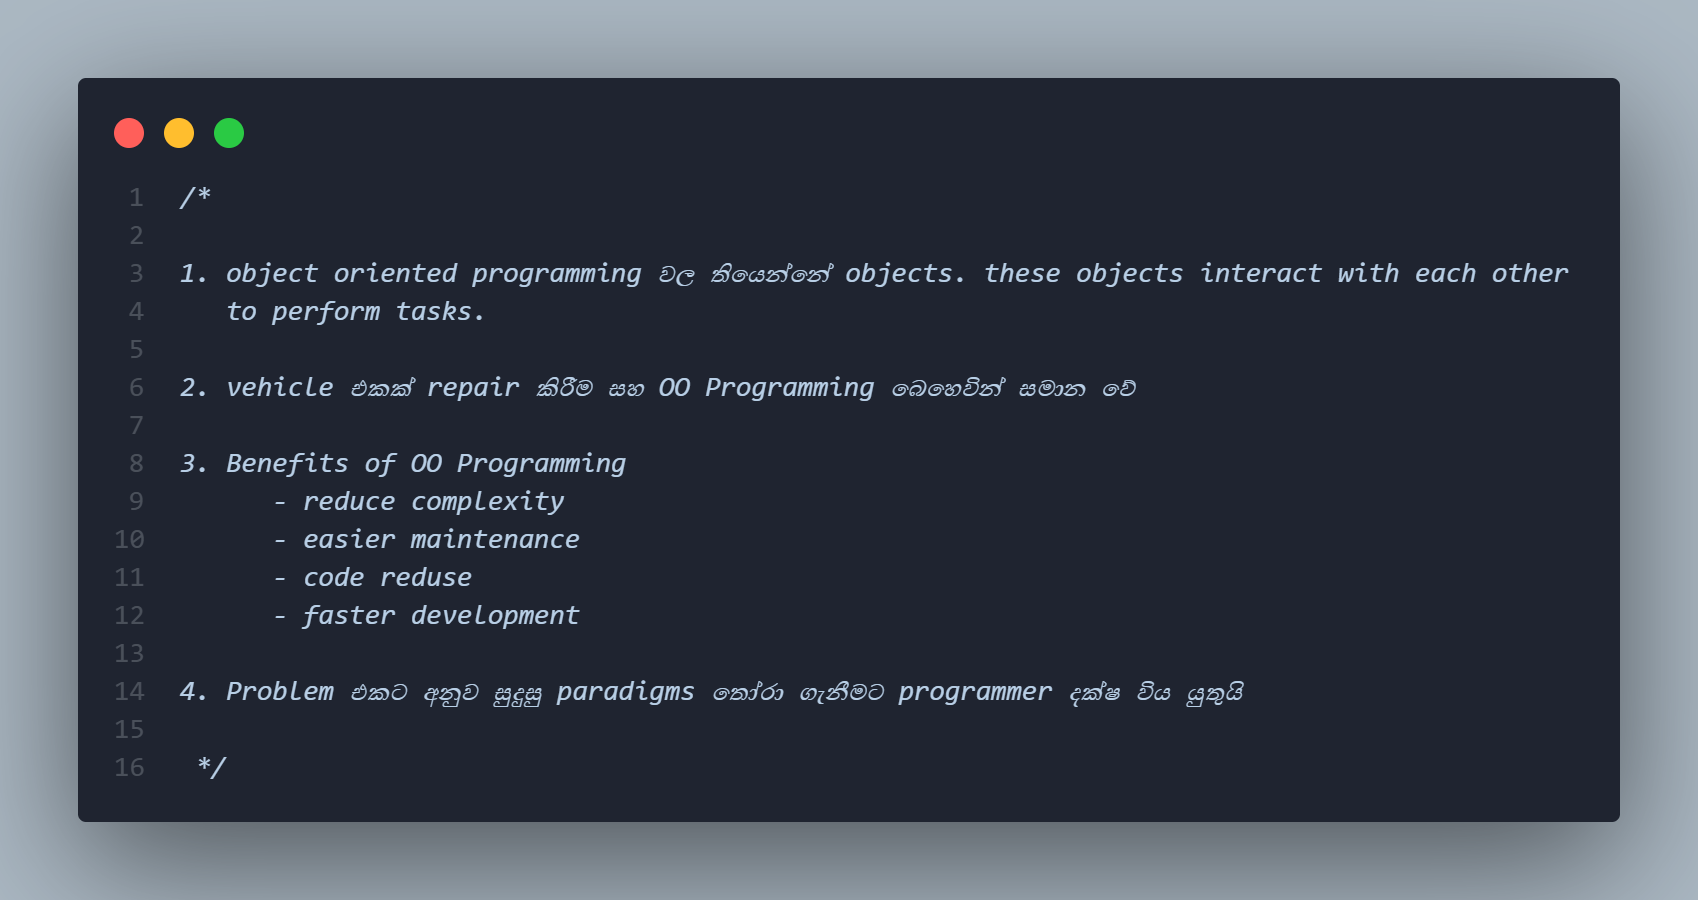 1 /*
2
3 1. object oriented programming වල තියෙන්නේ objects. these objects interact with each other
4 to perform tasks.
5
6 2. vehicle එකක් repair කිරීම සහ OO Programming බෙහෙවින් සමාන වේ
7
8 3. Benefits of OO Programming
9 - reduce complexity
10 - easier maintenance
11 - code reduse
12 - faster development
13
14 4. Problem එකට අනුව සුදුසු paradigms තෝරා ගැනීමට programmer දක්ෂ විය යුතුයි
15
16 */